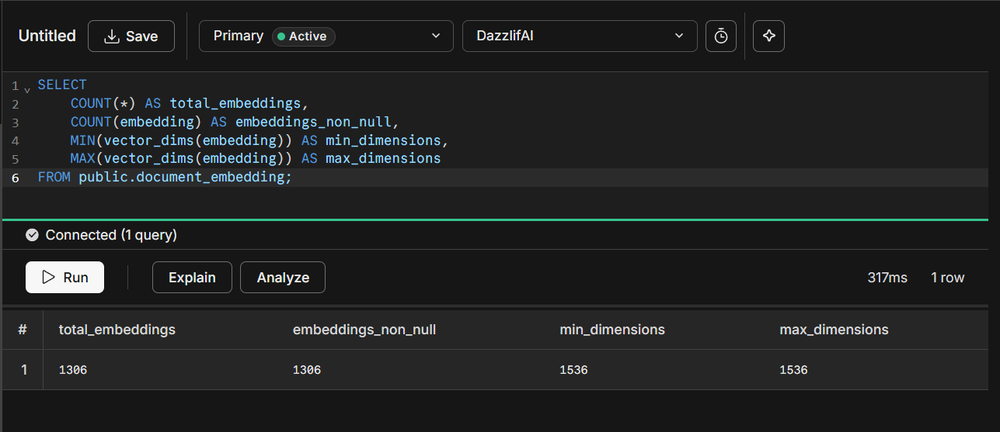 Untitled Save Primary Active DazzlifAI
1 SELECT
2 COUNT(*) AS total_embeddings,
3 COUNT(embedding) AS embeddings_non_null,
4 MIN(vector_dims(embedding)) AS min_dimensions,
5 MAX(vector_dims(embedding)) AS max_dimensions
6 FROM public.document_embedding;
Connected (1 query)
Run Explain Analyze 317ms 1 row
# total_embeddings embeddings_non_null min_dimensions max_dimensions
1 1306 1306 1536 1536